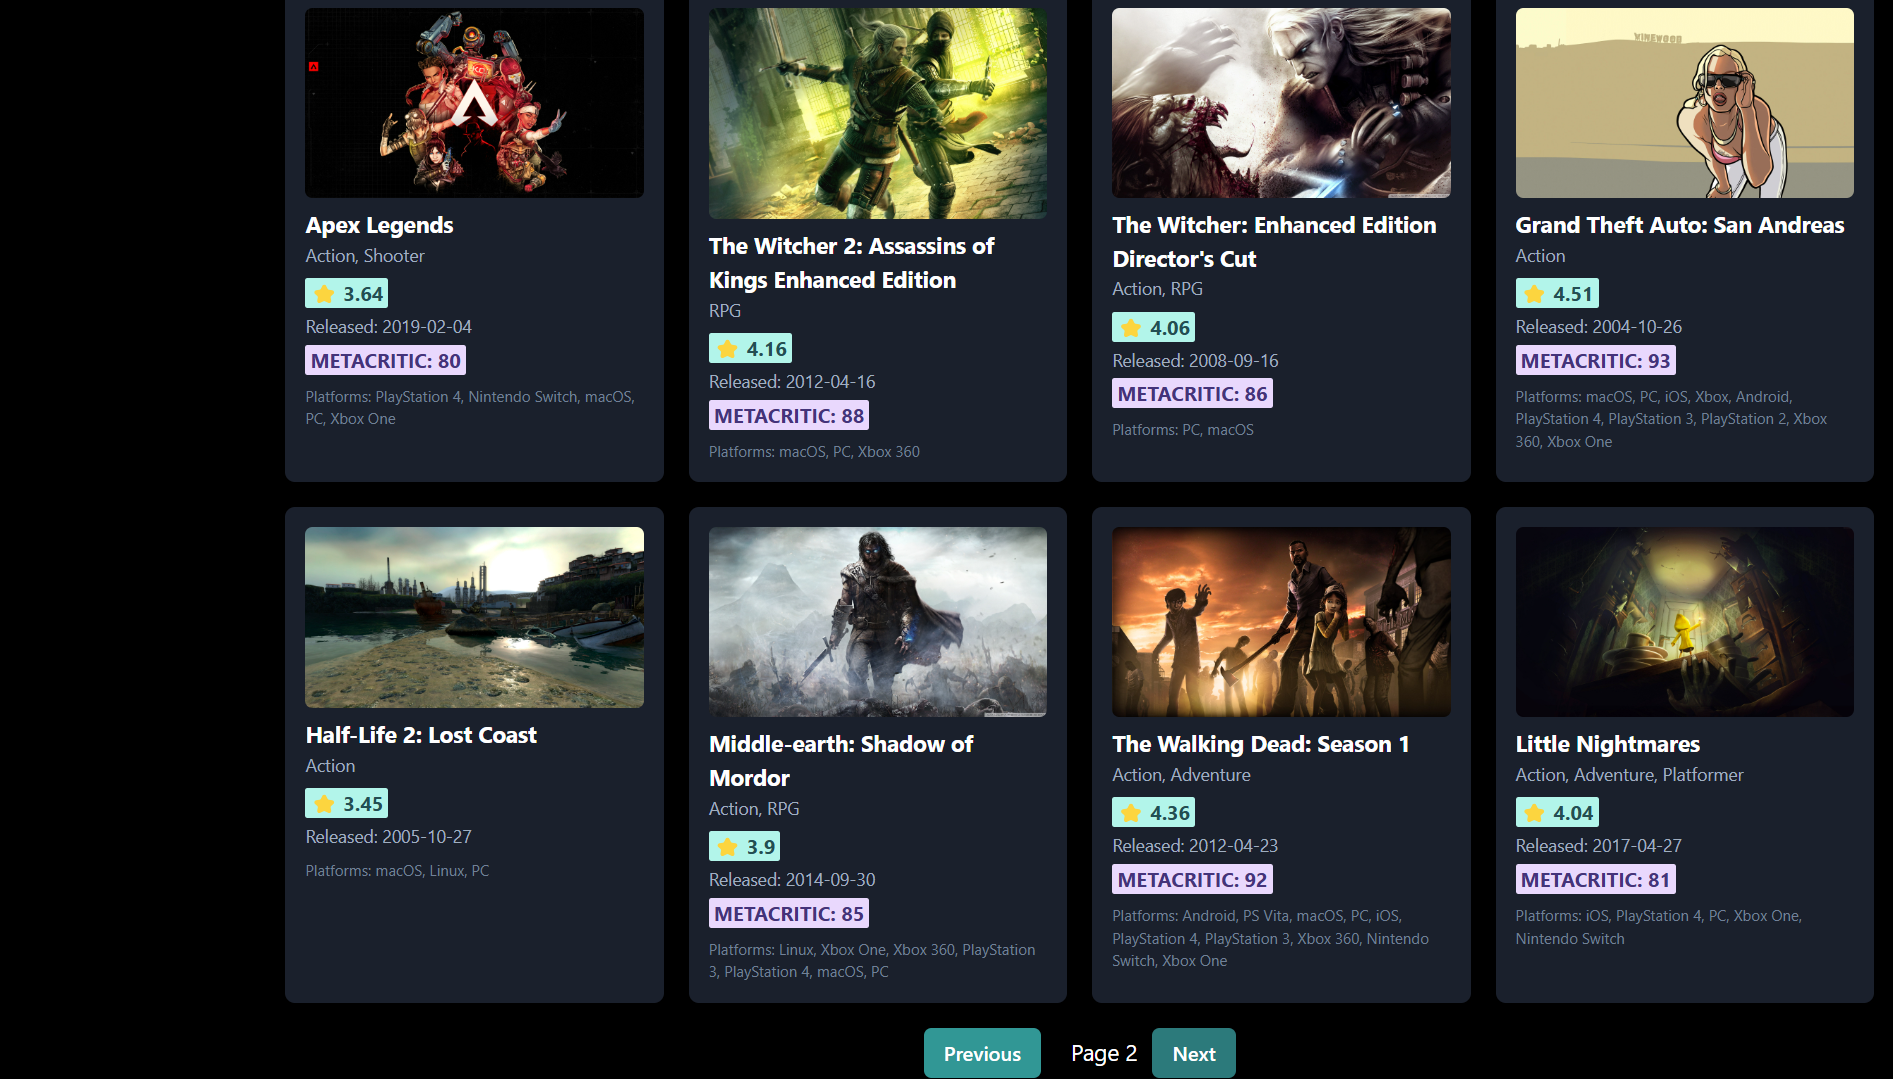 VINEWOOD
Apex Legends
Action, Shooter
3.64
Released: 2019-02-04
METACRITIC: 80
Platforms: PlayStation 4, Nintendo Switch, macOS,
PC, Xbox One
The Witcher 2: Assassins of
Kings Enhanced Edition
RPG
4.16
Released: 2012-04-16
METACRITIC: 88
Platforms: macOS, PC, Xbox 360
The Witcher: Enhanced Edition
Director's Cut
Action, RPG
4.06
Released: 2008-09-16
METACRITIC: 86
Platforms: PC, macOS
Grand Theft Auto: San Andreas
Action
4.51
Released: 2004-10-26
METACRITIC: 93
Platforms: macOS, PC, iOS, Xbox, Android,
PlayStation 4, PlayStation 3, PlayStation 2, Xbox
360, Xbox One
Half-Life 2: Lost Coast
Action
3.45
Released: 2005-10-27
Platforms: macOS, Linux, PC
Middle-earth: Shadow of
Mordor
Action, RPG
3.9
Released: 2014-09-30
METACRITIC: 85
Platforms: Linux, Xbox One, Xbox 360, PlayStation
3, PlayStation 4, macOS, PC
The Walking Dead: Season 1
Action, Adventure
4.36
Released: 2012-04-23
METACRITIC: 92
Platforms: Android, PS Vita, macOS, PC, iOS,
PlayStation 4, PlayStation 3, Xbox 360, Nintendo
Switch, Xbox One
Little Nightmares
Action, Adventure, Platformer
4.04
Released: 2017-04-27
METACRITIC: 81
Platforms: iOS, PlayStation 4, PC, Xbox One,
Nintendo Switch
Previous
Page 2
Next